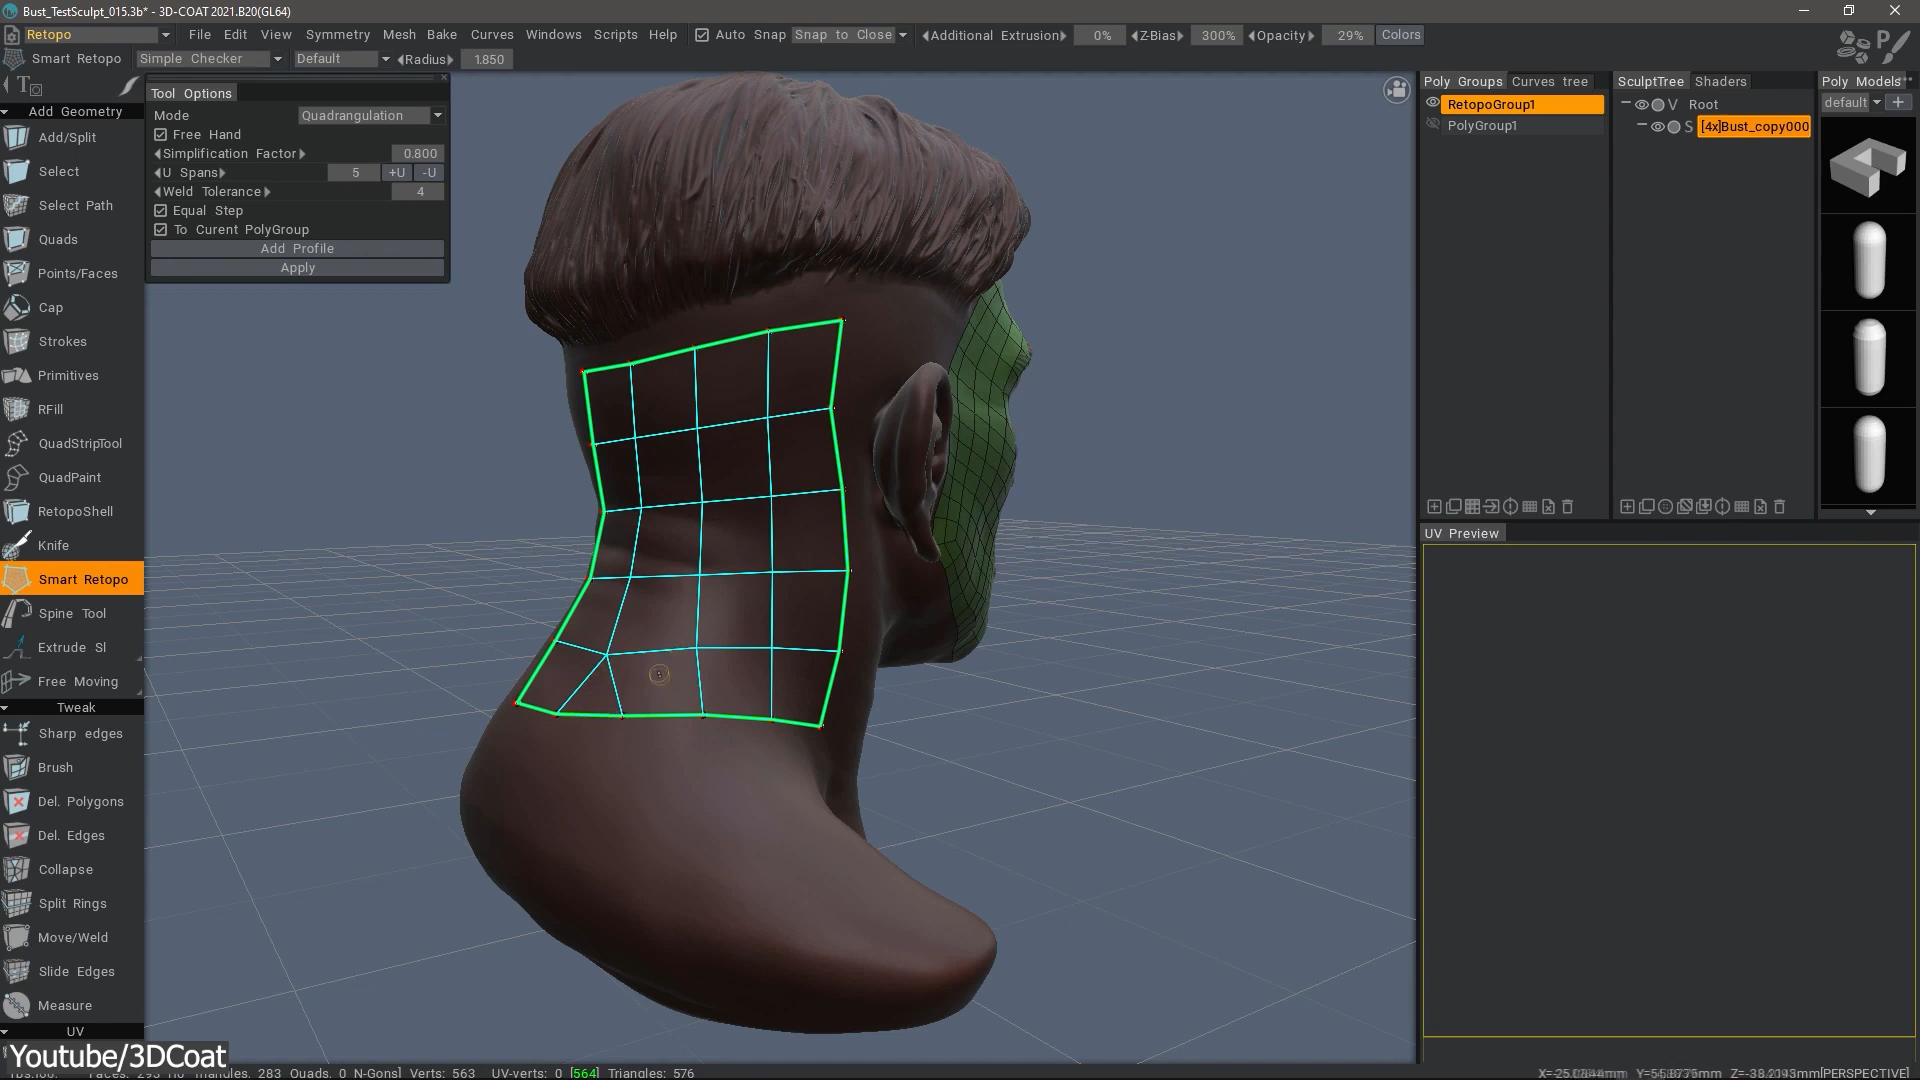 Bust_TestSculpt_015.3b* - 3D-COAT 2021.B20(GL64)
Retopo File Edit View Symmetry Mesh Bake Curves Windows Scripts Help Auto Snap Snap to Close Additional Extrusion 0% Z-Bias 300% Opacity 29% Colors
Smart Retopo Simple Checker Default Radius 1.850
Add Geometry
Add/Split
Select
Select Path
Quads
Points/Faces
Cap
Strokes
Primitives
RFill
QuadStripTool
QuadPaint
RetopoShell
Knife
Smart Retopo
Spine Tool
Extrude Sl
Free Moving
Tweak
Sharp edges
Brush
Del. Polygons
Del. Edges
Collapse
Split Rings
Move/Weld
Slide Edges
Measure
UV
Tool Options
Mode Quadrangulation
Free Hand
Simplification Factor 0.800
U Spans 5 +U -U
Weld Tolerance 4
Equal Step
To Curent PolyGroup
Add Profile
Apply
Poly Groups Curves tree
RetopoGroup1
PolyGroup1
SculptTree Shaders
V Root
S [4x]Bust_copy000
Poly Models
default +
UV Preview
Youtube/3DCoat
Triangles. 283 Quads. 0 N-Gons] Verts: 563 UV-verts: 0 [564] Triangles: 576
[PERSPECTIVE]